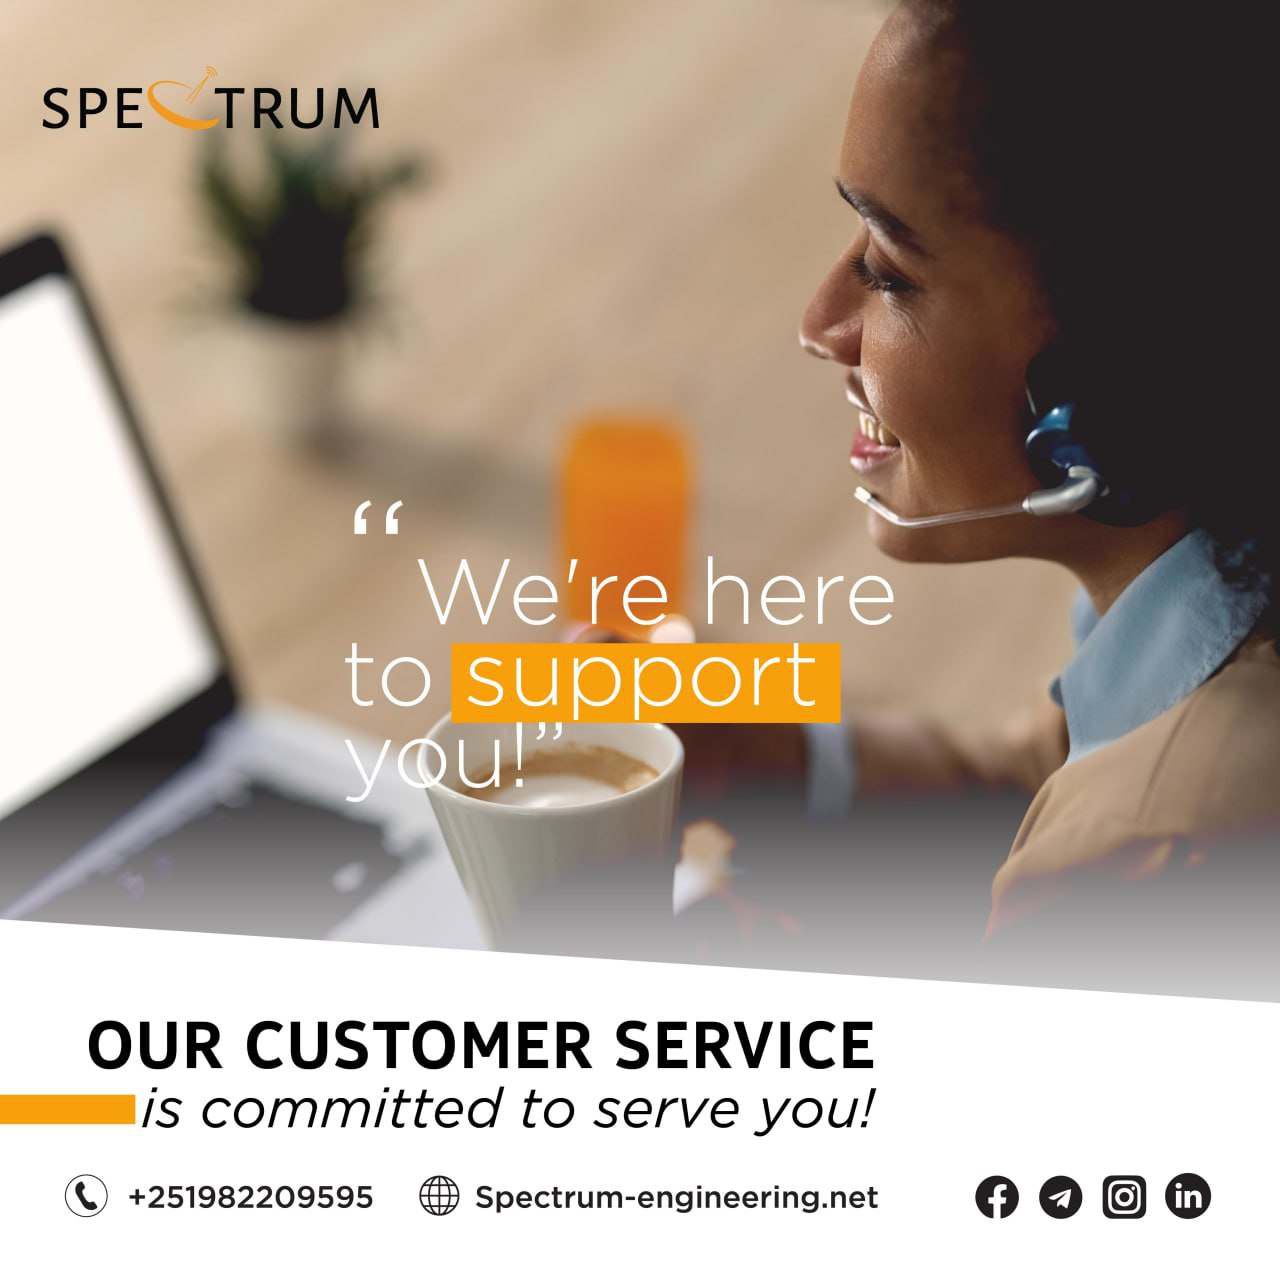 SPECTRUM
“We're here
to support
you!”
OUR CUSTOMER SERVICE
is committed to serve you!
+251982209595
Spectrum-engineering.net